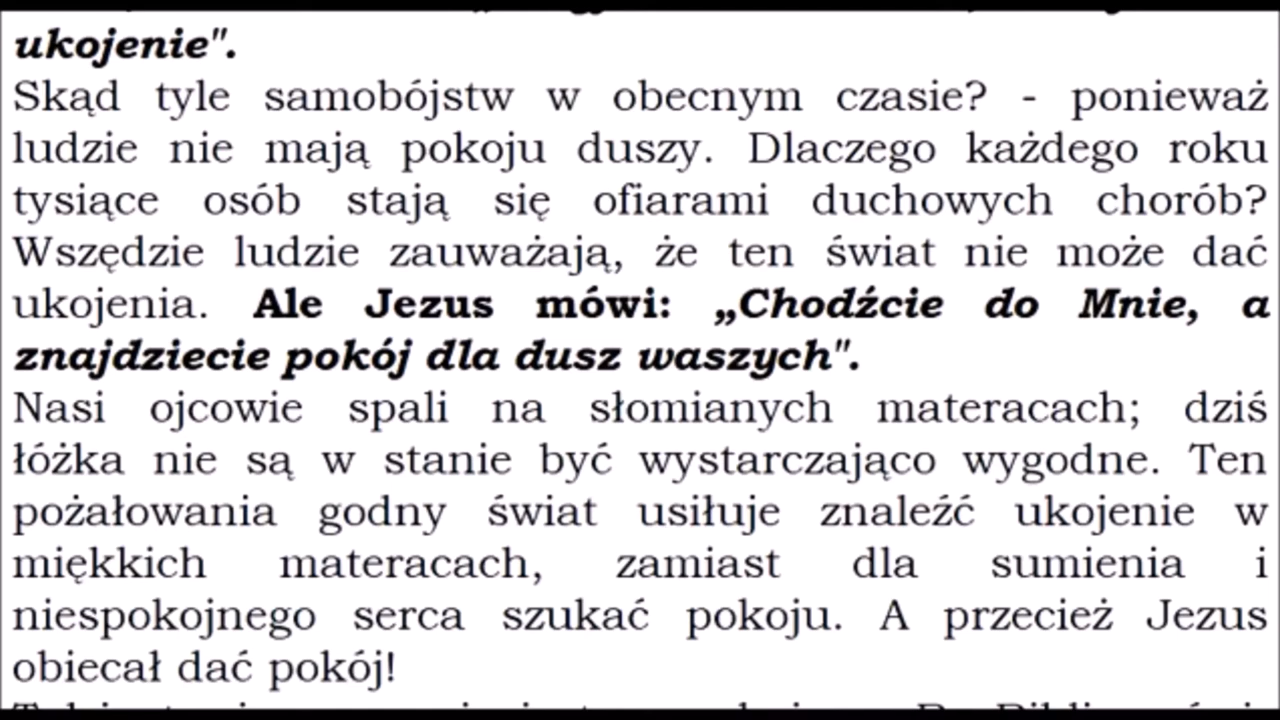 ukojenie".
Skąd tyle samobójstw w obecnym czasie? - ponieważ
ludzie nie mają pokoju duszy. Dlaczego każdego roku
tysiące osób stają się ofiarami duchowych chorób?
Wszędzie ludzie zauważają, że ten świat nie może dać
ukojenia. Ale Jezus mówi: „Chodźcie do Mnie, a
znajdziecie pokój dla dusz waszych".
Nasi ojcowie spali na słomianych materacach; dziś
łóżka nie są w stanie być wystarczająco wygodne. Ten
pożałowania godny świat usiłuje znaleźć ukojenie w
miękkich materacach, zamiast dla sumienia i
niespokojnego serca szukać pokoju. A przecież Jezus
obiecał dać pokój!